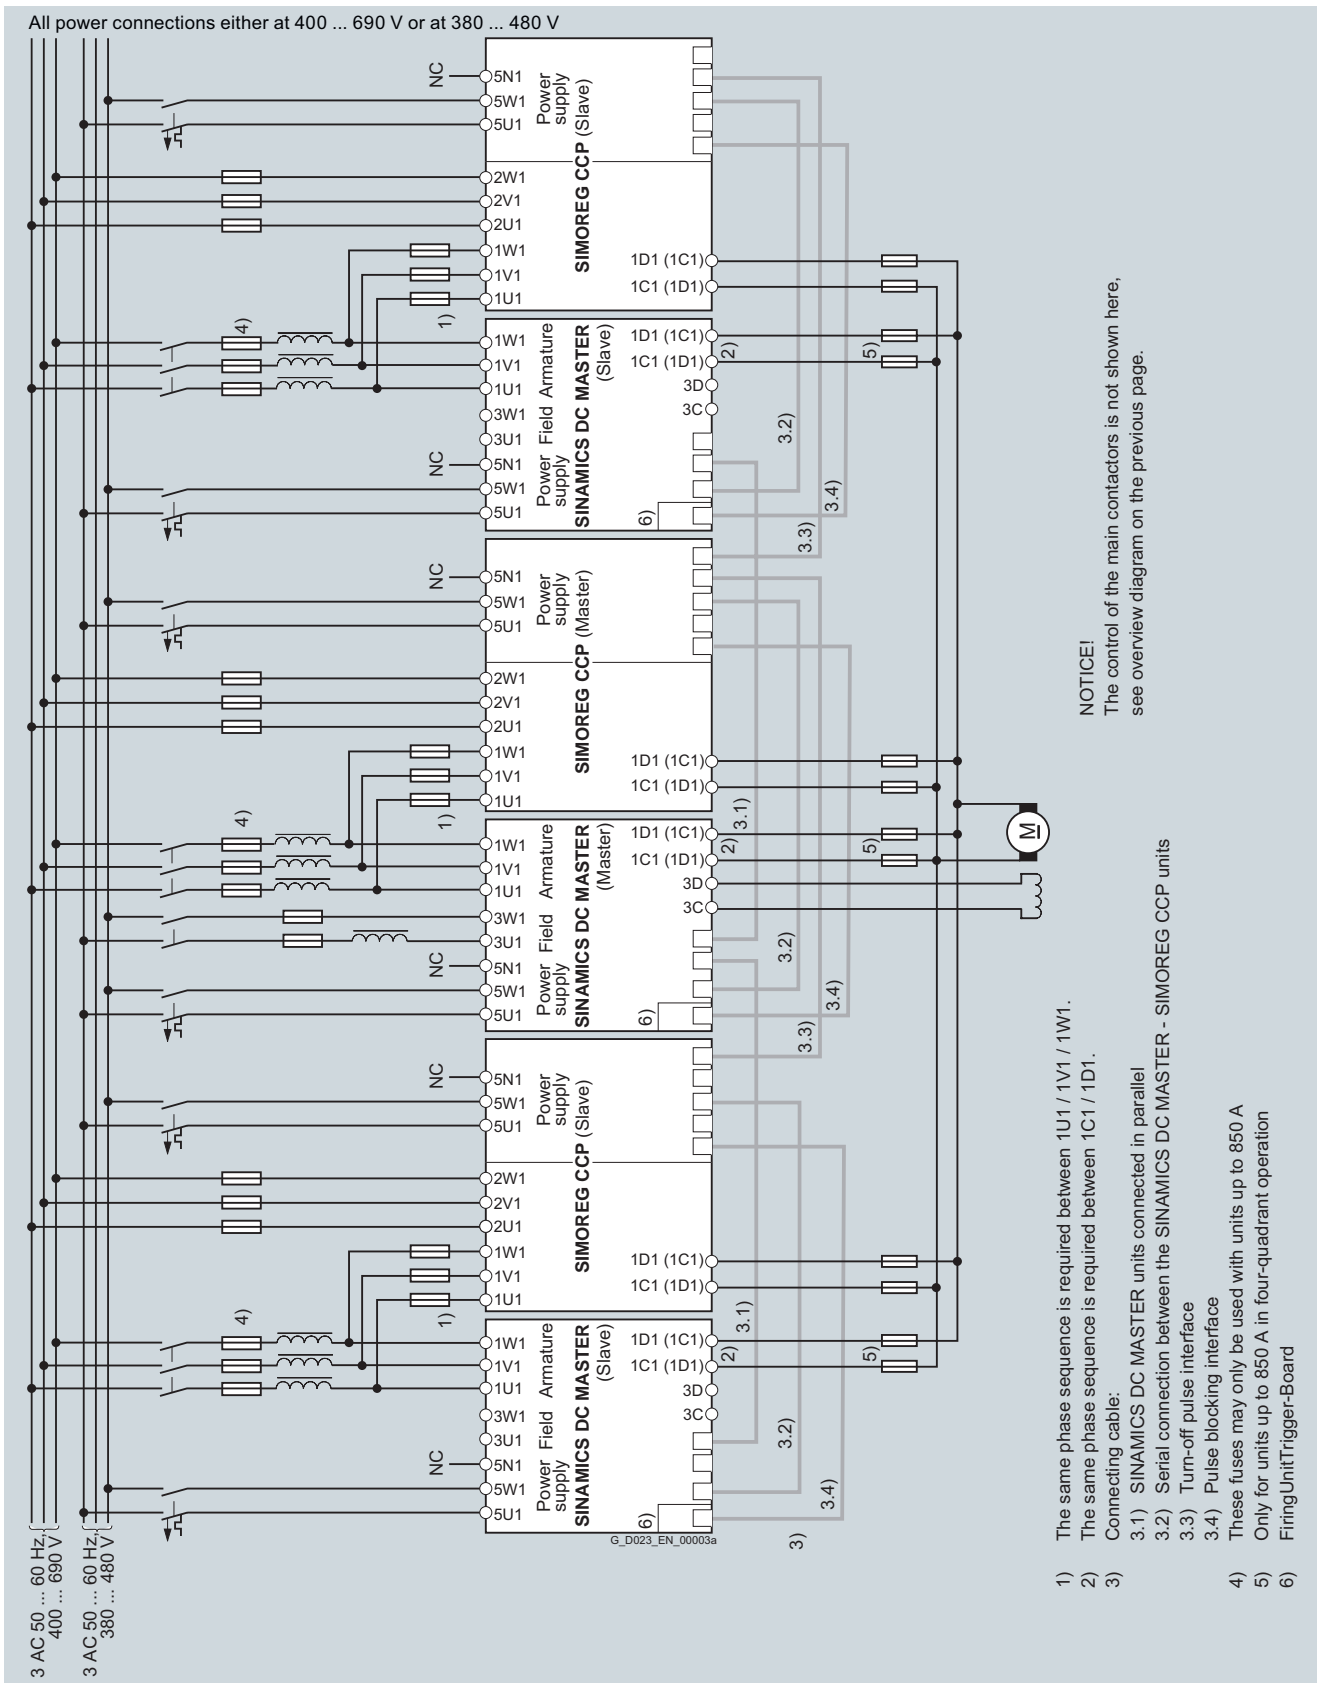 All power connections either at 400 ... 690 V or at 380 ... 480 V
NC
5N1
5W1
5U1
Power supply
SIMOREG CCP (Slave)
2W1
2V1
2U1
1W1
1V1
1U1
1)
1D1 (1C1)
1C1 (1D1)
4)
1W1
1V1
1U1
3W1
3U1
NC
5N1
5W1
5U1
Armature
Field
Power supply
SINAMICS DC MASTER
(Slave)
1D1 (1C1)
1C1 (1D1)
3D
3C
2)
5)
6)
3.2)
3.4)
3.3)
NC
5N1
5W1
5U1
Power supply
SIMOREG CCP (Master)
2W1
2V1
2U1
1W1
1V1
1U1
1)
1D1 (1C1)
1C1 (1D1)
3.1)
4)
1W1
1V1
1U1
3W1
3U1
NC
5N1
5W1
5U1
Armature
Field
Power supply
SINAMICS DC MASTER
(Master)
1D1 (1C1)
1C1 (1D1)
3D
3C
2)
5)
6)
M
3.2)
3.4)
3.3)
NC
5N1
5W1
5U1
Power supply
SIMOREG CCP (Slave)
2W1
2V1
2U1
1W1
1V1
1U1
1)
1D1 (1C1)
1C1 (1D1)
3.1)
4)
1W1
1V1
1U1
3W1
3U1
NC
5N1
5W1
5U1
Armature
Field
Power supply
SINAMICS DC MASTER
(Slave)
1D1 (1C1)
1C1 (1D1)
3D
3C
2)
5)
6)
3.2)
3.4)
3)
G_D023_EN_00003a
3 AC 50 ... 60 Hz,
400 ... 690 V
3 AC 50 ... 60 Hz,
380 ... 480 V
NOTICE!
The control of the main contactors is not shown here,
see overview diagram on the previous page.
1) The same phase sequence is required between 1U1 / 1V1 / 1W1.
2) The same phase sequence is required between 1C1 / 1D1.
3) Connecting cable:
3.1) SINAMICS DC MASTER units connected in parallel
3.2) Serial connection between the SINAMICS DC MASTER - SIMOREG CCP units
3.3) Turn-off pulse interface
3.4) Pulse blocking interface
4) These fuses may only be used with units up to 850 A
5) Only for units up to 850 A in four-quadrant operation
6) FiringUnitTrigger-Board